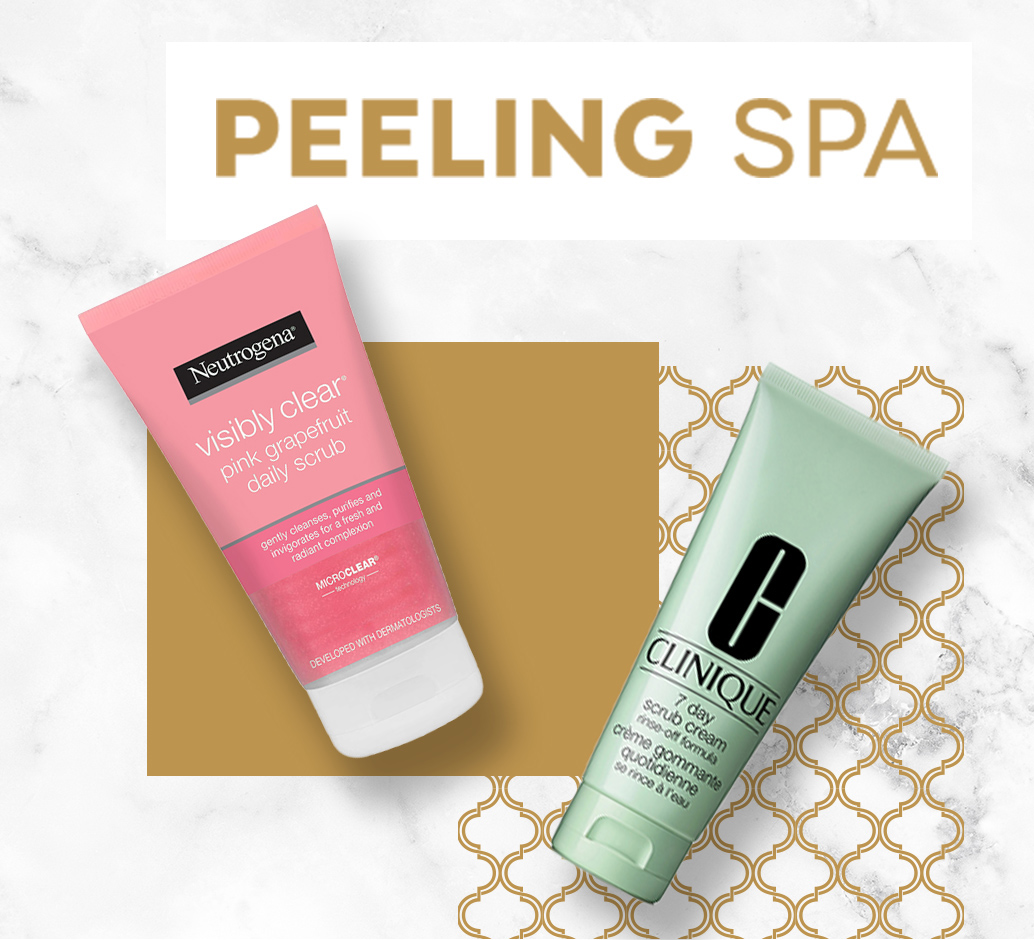 PEELING SPA
Neutrogena®
visibly clear®
pink grapefruit
daily scrub
gently cleanses, purifies and
invigorates for a fresh and
radiant complexion
MICROCLEAR®
technology
DEVELOPED WITH DERMATOLOGISTS
C
CLINIQUE
7 day
scrub cream
rinse-off formula
crème gommante
quotidienne
se rince à l'eau